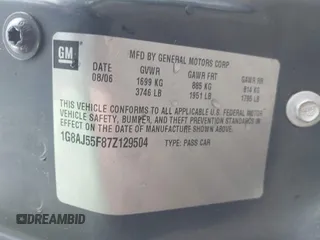 GM
MFD BY GENERAL MOTORS CORP
DATE GVWR GAWR FRT GAWR RR
08/06 1699 KG 885 KG 814 KG
3746 LB 1951 LB 1795 LB
THIS VEHICLE CONFORMS TO ALL APPLICABLE U.S. FEDERAL MOTOR
VEHICLE SAFETY, BUMPER, AND THEFT PREVENTION STANDARDS IN
EFFECT ON THE DATE OF MANUFACTURE SHOWN ABOVE.
1G8AJ55F87Z129504 TYPE: PASS CAR
© DREAMBID
DREAMBID.COM